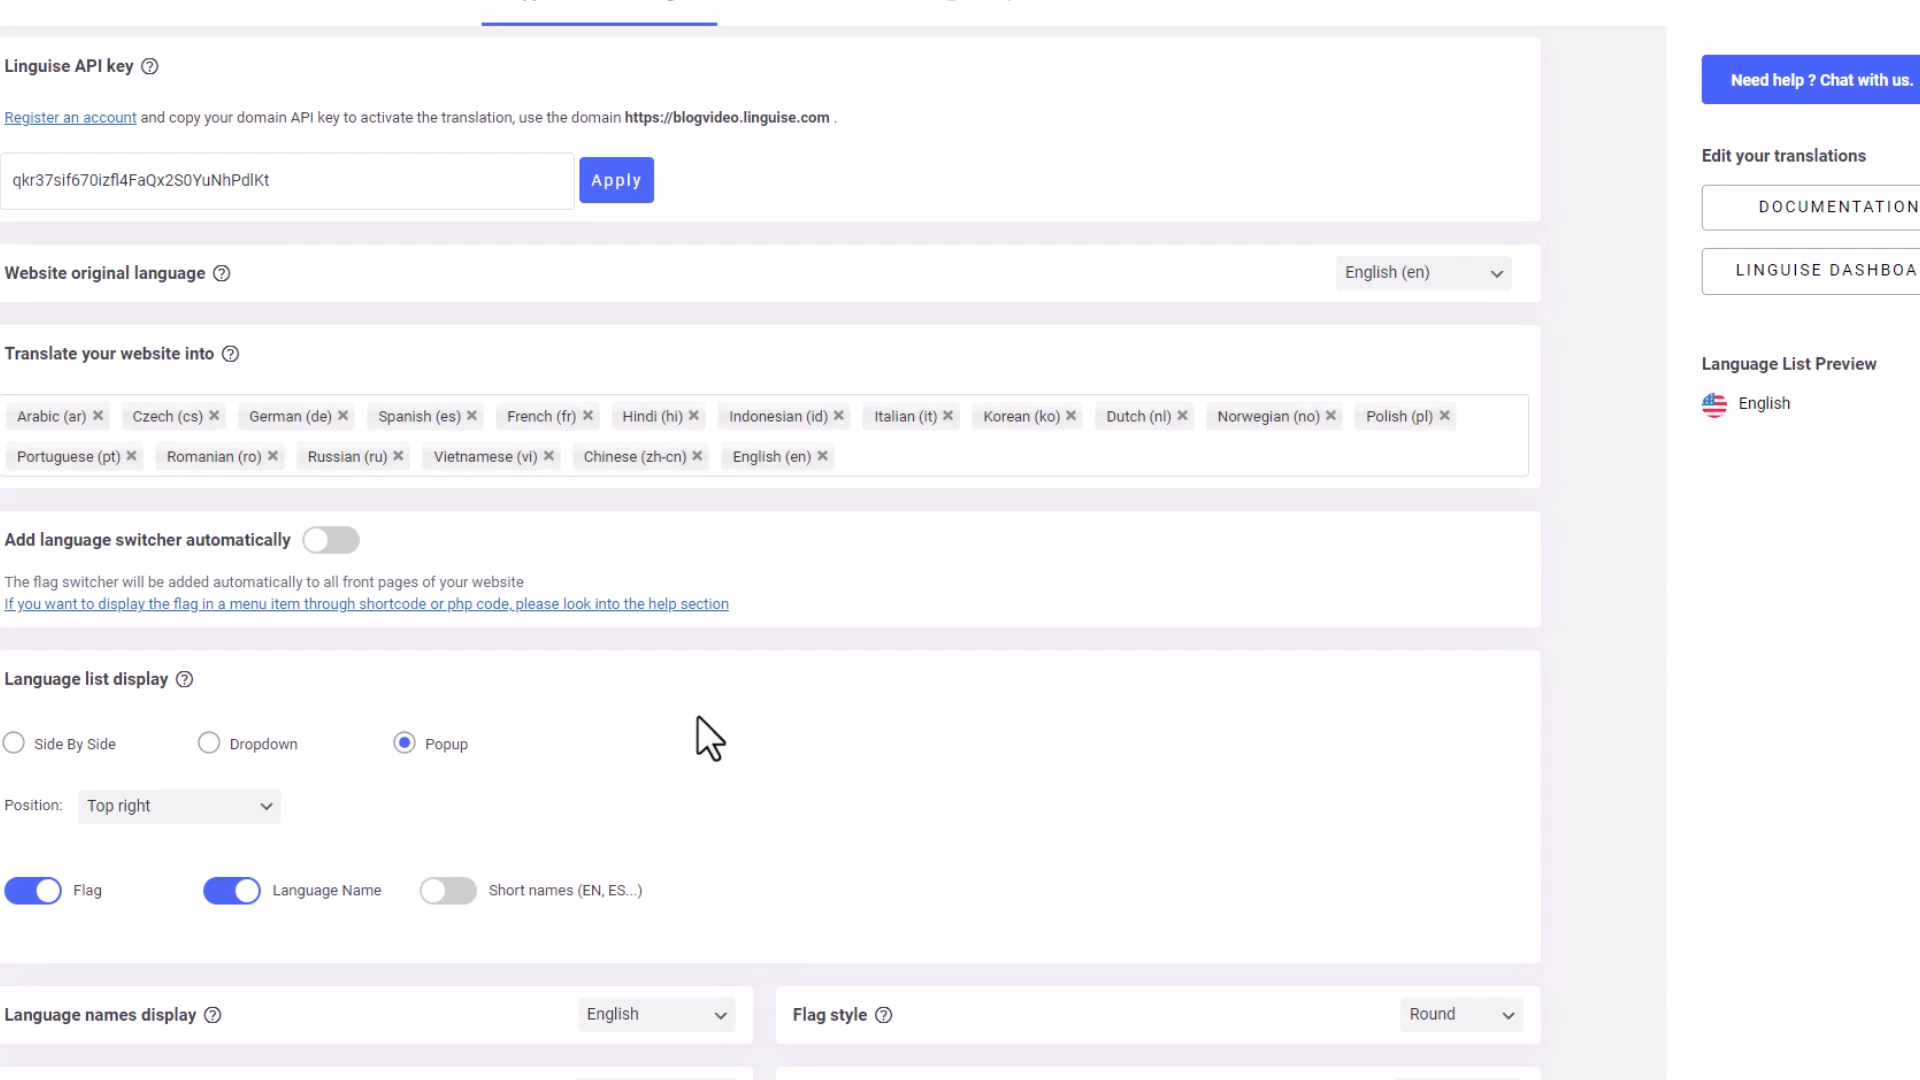 Linguise API key
Need help ? Chat with us.
Register an account and copy your domain API key to activate the translation, use the domain https://blogvideo.linguise.com .
qkr37sif670izfl4FaQx2S0YuNhPdlKt
Apply
Edit your translations
DOCUMENTATION
LINGUISE DASHBOA
Website original language
English (en)
Translate your website into
Language List Preview
English
Arabic (ar) Czech (cs) German (de) Spanish (es) French (fr) Hindi (hi) Indonesian (id) Italian (it) Korean (ko) Dutch (nl) Norwegian (no) Polish (pl)
Portuguese (pt) Romanian (ro) Russian (ru) Vietnamese (vi) Chinese (zh-cn) English (en)
Add language switcher automatically
The flag switcher will be added automatically to all front pages of your website
If you want to display the flag in a menu item through shortcode or php code, please look into the help section
Language list display
Side By Side Dropdown Popup
Position: Top right
Flag Language Name Short names (EN, ES...)
Language names display English
Flag style Round